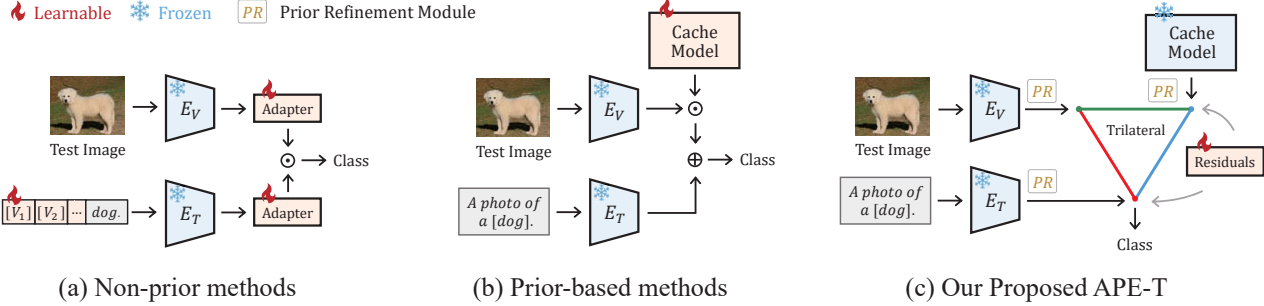 Learnable Frozen PR Prior Refinement Module
E_V
Adapter
Test Image
Class
[V_1] [V_2] ... dog.
E_T
Adapter
(a) Non-prior methods
Cache
Model
E_V
Test Image
Class
A photo of
a [dog].
E_T
(b) Prior-based methods
Cache
Model
PR
PR
E_V
Trilateral
Test Image
Residuals
PR
A photo of
a [dog].
E_T
Class
(c) Our Proposed APE-T